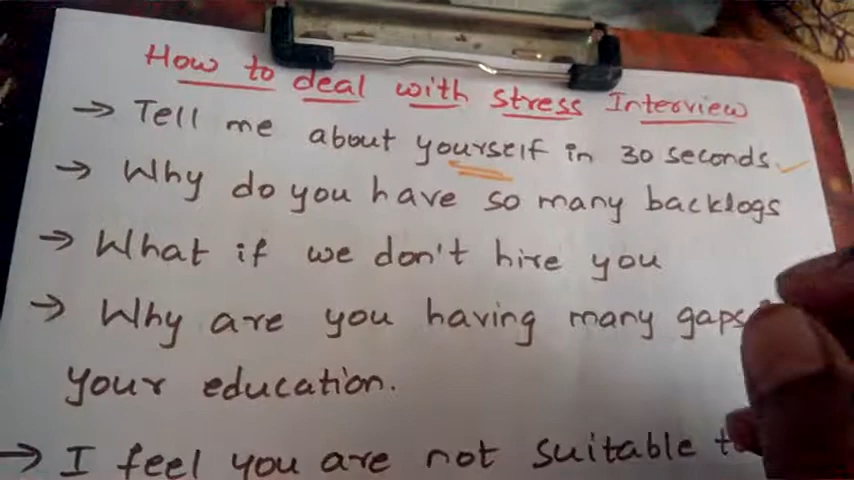 How to deal with stress Interview
→ Tell me about yourself in 30 seconds
→ Why do you have so many backlogs
→ What if we don't hire you
→ Why are you having many gaps
your education.
→ I feel you are not suitable